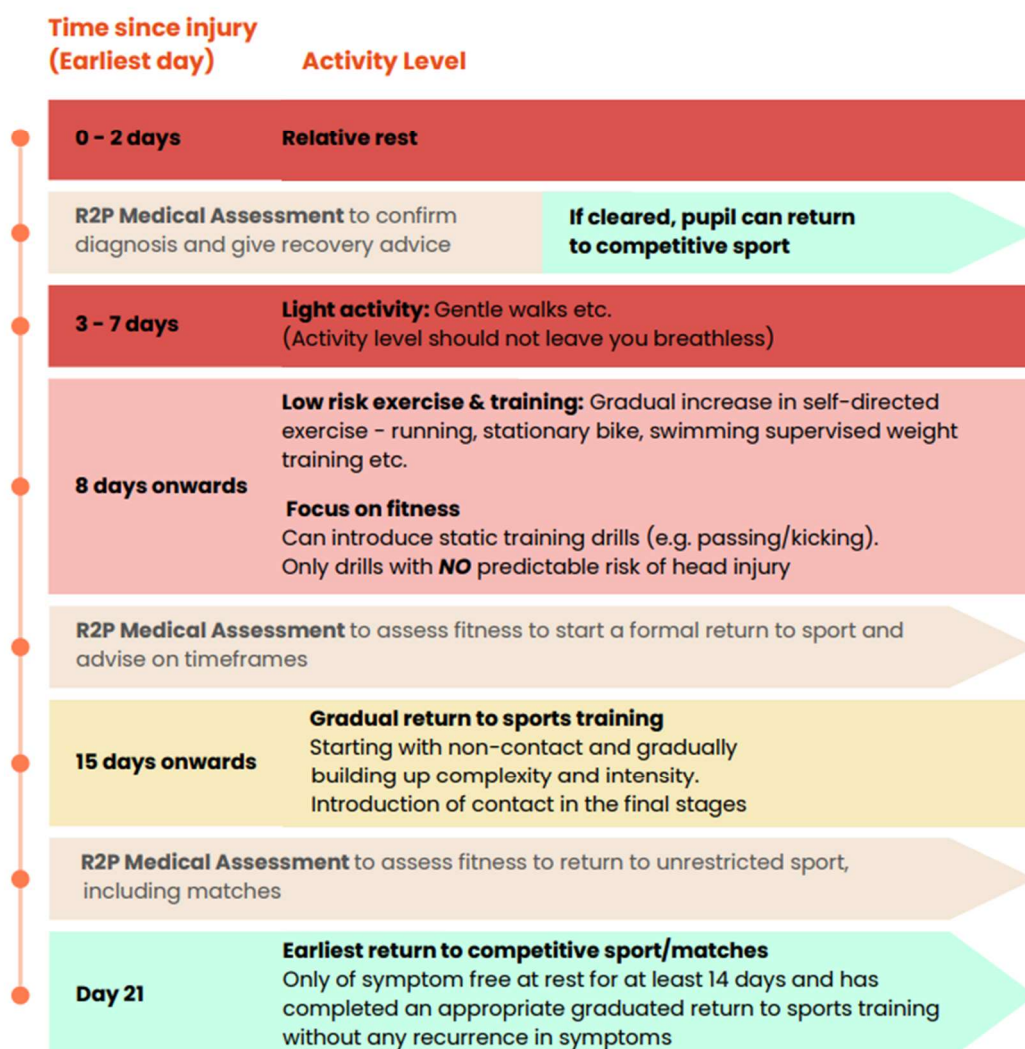 Time since injury
(Earliest day)
Activity Level
0 - 2 days
Relative rest
R2P Medical Assessment to confirm
diagnosis and give recovery advice
If cleared, pupil can return
to competitive sport
3 - 7 days
Light activity: Gentle walks etc.
(Activity level should not leave you breathless)
8 days onwards
Low risk exercise & training: Gradual increase in self-directed
exercise - running, stationary bike, swimming supervised weight
training etc.
Focus on fitness
Can introduce static training drills (e.g. passing/kicking).
Only drills with NO predictable risk of head injury
R2P Medical Assessment to assess fitness to start a formal return to sport and
advise on timeframes
15 days onwards
Gradual return to sports training
Starting with non-contact and gradually
building up complexity and intensity.
Introduction of contact in the final stages
R2P Medical Assessment to assess fitness to return to unrestricted sport,
including matches
Day 21
Earliest return to competitive sport/matches
Only of symptom free at rest for at least 14 days and has
completed an appropriate graduated return to sports training
without any recurrence in symptoms